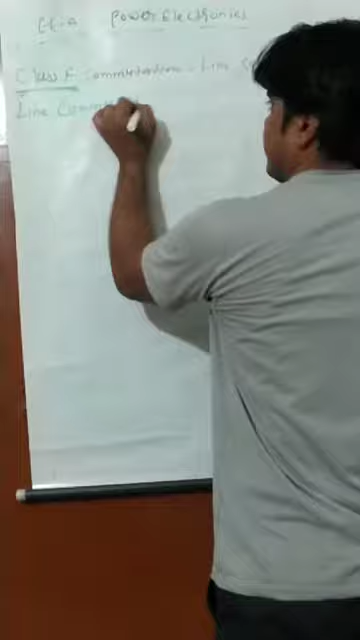 Power Electronics
Class F Commutation - Line
Line Comm